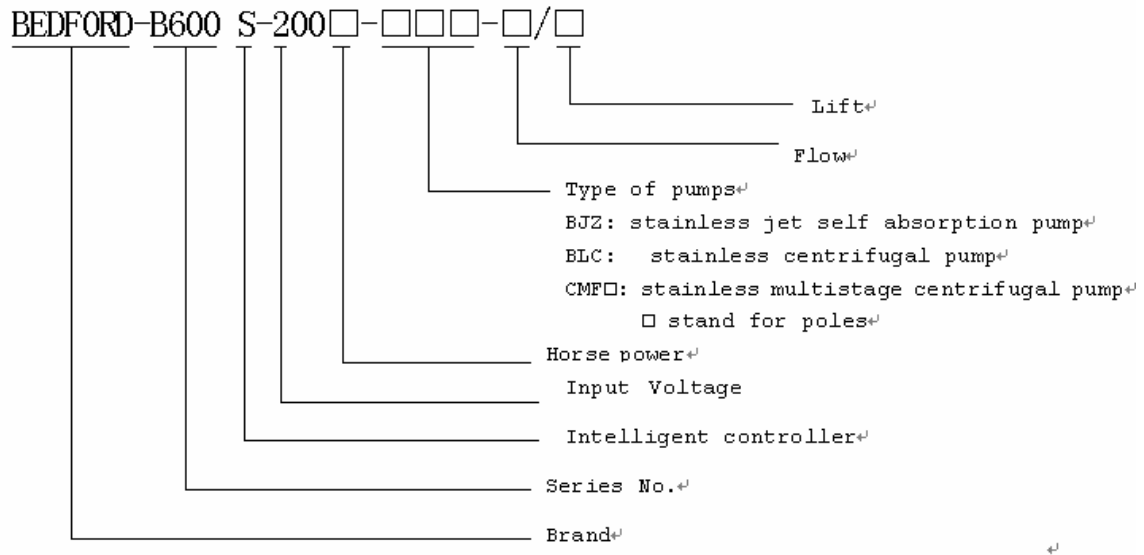 BEDFORD-B600 S-200□-□□□-□/□
Lift↵
Flow↵
Type of pumps↵
BJZ: stainless jet self absorption pump↵
BLC: stainless centrifugal pump↵
CMF□: stainless multistage centrifugal pump↵
□ stand for poles↵
Horse power↵
Input Voltage
Intelligent controller↵
Series No.↵
Brand↵
↵